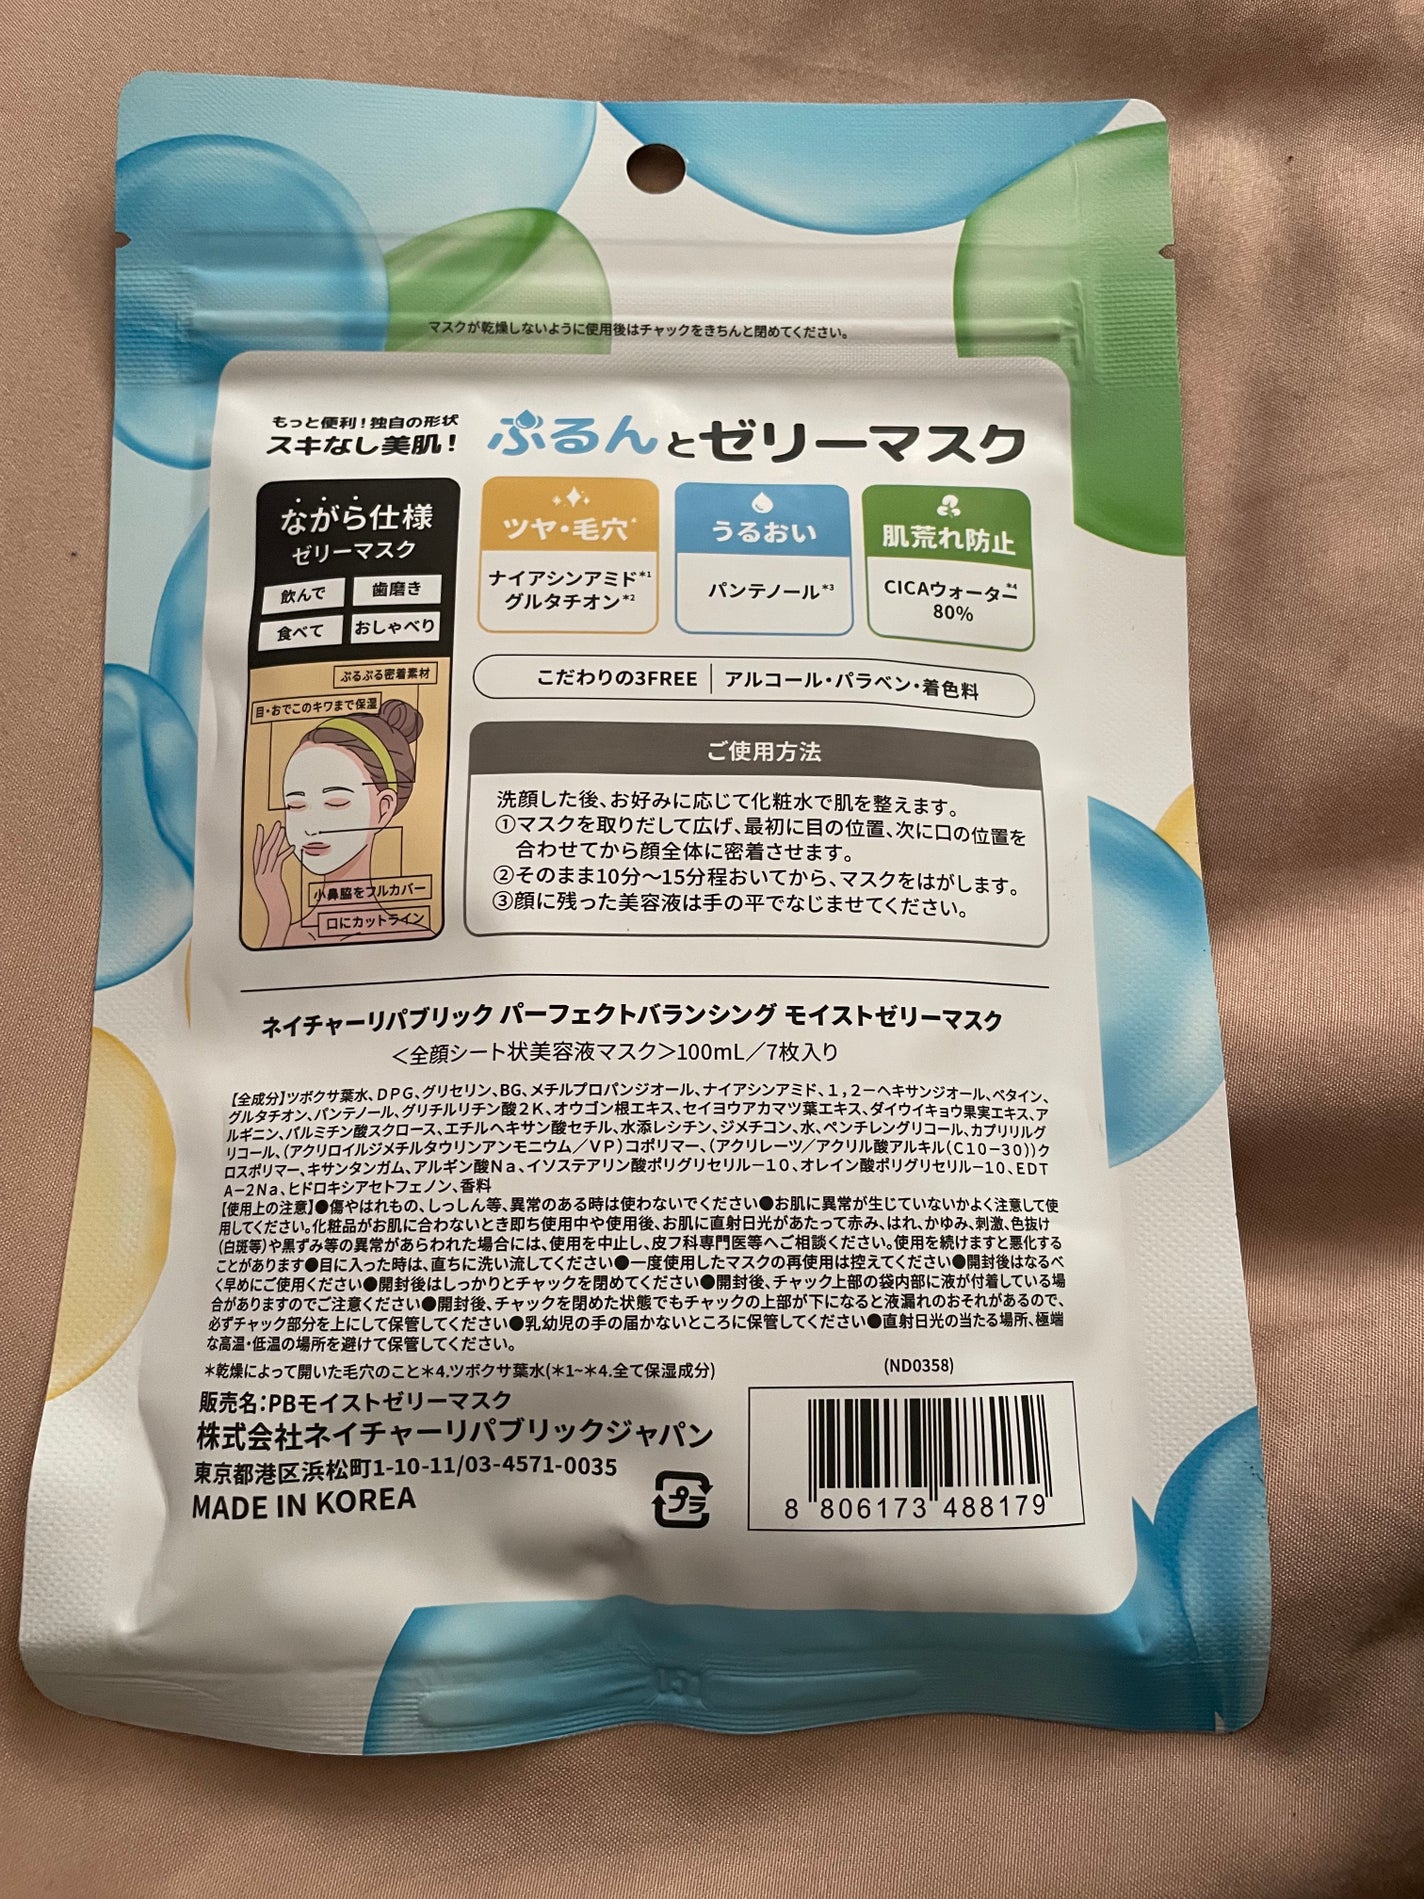 マスクが乾燥しないように使用後はチャックをきちんと閉めてください。
もっと便利！独自の形状
スキなし美肌！
ぷるんとゼリーマスク
ながら仕様
ゼリーマスク
飲んで
歯磨き
食べて
おしゃべり
ぷるぷる密着素材
目・おでこのキワまで保湿
小鼻脇をフルカバー
口にカットライン
ツヤ・毛穴*
ナイアシンアミド*1
グルタチオン*2
うるおい
パンテノール*3
肌荒れ防止
CICAウォーター*4
80%
こだわりの3FREE｜アルコール・パラベン・着色料
ご使用方法
洗顔した後、お好みに応じて化粧水で肌を整えます。
①マスクを取りだして広げ、最初に目の位置、次に口の位置を
合わせてから顔全体に密着させます。
②そのまま10分～15分程おいてから、マスクをはがします。
③顔に残った美容液は手の平でなじませてください。
ネイチャーリパブリック パーフェクトバランシング モイストゼリーマスク
＜全顔シート状美容液マスク＞100mL／7枚入り
【全成分】ツボクサ葉水、DPG、グリセリン、BG、メチルプロパンジオール、ナイアシンアミド、1，2－ヘキサンジオール、ベタイン、
グルタチオン、パンテノール、グリチルリチン酸2K、オウゴン根エキス、セイヨウアカマツ葉エキス、ダイウイキョウ果実エキス、ア
ルギニン、パルミチン酸スクロース、エチルヘキサン酸セチル、水添レシチン、ジメチコン、水、ペンチレングリコール、カプリリルグ
リコール、(アクリロイルジメチルタウリンアンモニウム／VP)コポリマー、(アクリレーツ／アクリル酸アルキル(C10－30))ク
ロスポリマー、キサンタンガム、アルギン酸Na、イソステアリン酸ポリグリセリル－10、オレイン酸ポリグリセリル－10、EDT
A－2Na、ヒドロキシアセトフェノン、香料
【使用上の注意】●傷やはれもの、しっしん等、異常のある時は使わないでください●お肌に異常が生じていないかよく注意して使
用してください。化粧品がお肌に合わないとき即ち使用中や使用後、お肌に直射日光があたって赤み、はれ、かゆみ、刺激、色抜け
(白斑等)や黒ずみ等の異常があらわれた場合には、使用を中止し、皮フ科専門医等へご相談ください。使用を続けますと悪化する
ことがあります●目に入った時は、直ちに洗い流してください●一度使用したマスクの再使用は控えてください●開封後はなるべ
く早めにご使用ください●開封後はしっかりとチャックを閉めてください●開封後、チャック上部の袋内部に液が付着している場
合がありますのでご注意ください●開封後、チャックを閉めた状態でもチャックの上部が下になると液漏れのおそれがあるので、
必ずチャック部分を上にして保管してください●乳幼児の手の届かないところに保管してください●直射日光の当たる場所、極端
な高温・低温の場所を避けて保管してください。
＊乾燥によって開いた毛穴のこと＊4.ツボクサ葉水(＊1~＊4.全て保湿成分)
(ND0358)
販売名：PBモイストゼリーマスク
株式会社ネイチャーリパブリックジャパン
東京都港区浜松町1-10-11/03-4571-0035
MADE IN KOREA
プラ
8 806173 488179